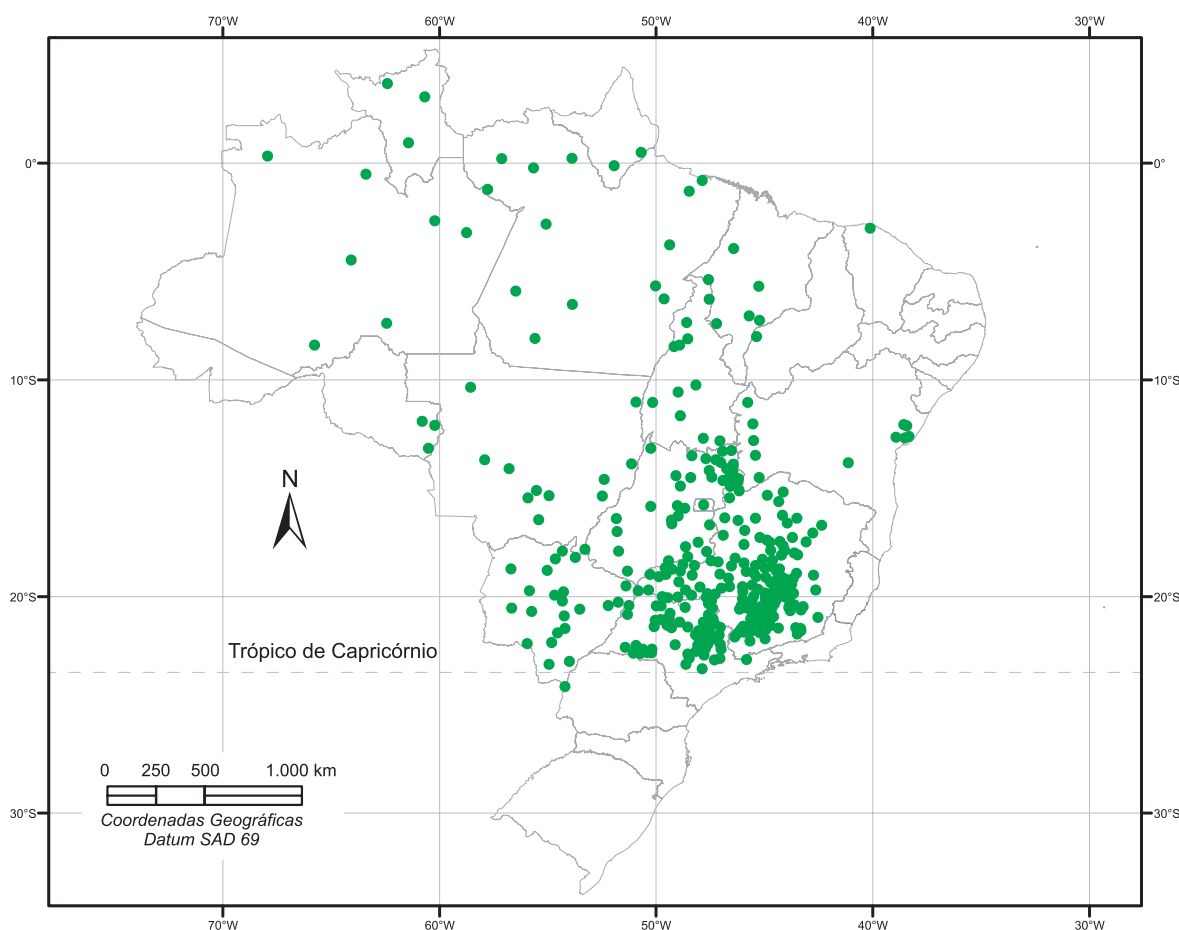 70°W 60°W 50°W 40°W 30°W
0° 0°
10°S 10°S
N
20°S 20°S
Trópico de Capricórnio
0 250 500 1.000 km
30°S 30°S
Coordenadas Geográficas
Datum SAD 69
70°W 60°W 50°W 40°W 30°W